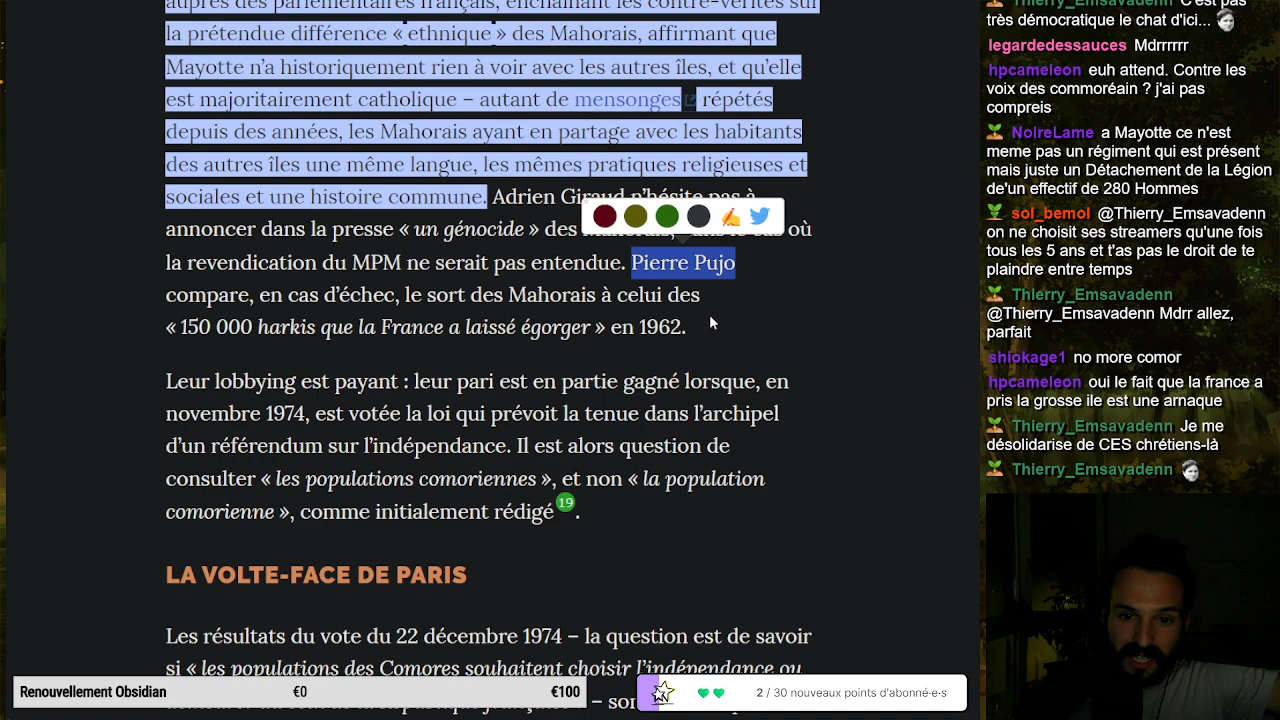 auprès des parlementaires français, enchaînant les contre-vérités sur
la prétendue différence « ethnique » des Mahorais, affirmant que
Mayotte n’a historiquement rien à voir avec les autres îles, et qu’elle
est majoritairement catholique – autant de mensonges répétés
depuis des années, les Mahorais ayant en partage avec les habitants
des autres îles une même langue, les mêmes pratiques religieuses et
sociales et une histoire commune. Adrien Giraud n’hésite pas à
annoncer dans la presse « un génocide » des Mahorais, où
la revendication du MPM ne serait pas entendue. Pierre Pujo
compare, en cas d’échec, le sort des Mahorais à celui des
« 150 000 harkis que la France a laissé égorger » en 1962.
Leur lobbying est payant : leur pari est en partie gagné lorsque, en
novembre 1974, est votée la loi qui prévoit la tenue dans l’archipel
d’un référendum sur l’indépendance. Il est alors question de
consulter « les populations comoriennes », et non « la population
comorienne », comme initialement rédigé 19.
LA VOLTE-FACE DE PARIS
Les résultats du vote du 22 décembre 1974 – la question est de savoir
si « les populations des Comores souhaitent choisir l’indépendance ou
Renouvellement Obsidian €0 €100
2 / 30 nouveaux points d'abonné·e·s
Thierry_Emsavadenn C'est pas
très démocratique le chat d'ici...
legardedessauces Mdrrrrrr
hpcameleon euh attend. Contre les
voix des commoréain ? j'ai pas
compreis
NoireLame a Mayotte ce n'est
meme pas un régiment qui est présent
mais juste un Détachement de la Légion
de'un effectif de 280 Hommes
sol_bemol @Thierry_Emsavadenn
on ne choisit ses streamers qu'une fois
tous les 5 ans et t'as pas le droit de te
plaindre entre temps
Thierry_Emsavadenn
@Thierry_Emsavadenn Mdrr allez,
parfait
shiokage1 no more comor
hpcameleon oui le fait que la france a
pris la grosse ile est une arnaque
Thierry_Emsavadenn Je me
désolidarise de CES chrétiens-là
Thierry_Emsavadenn